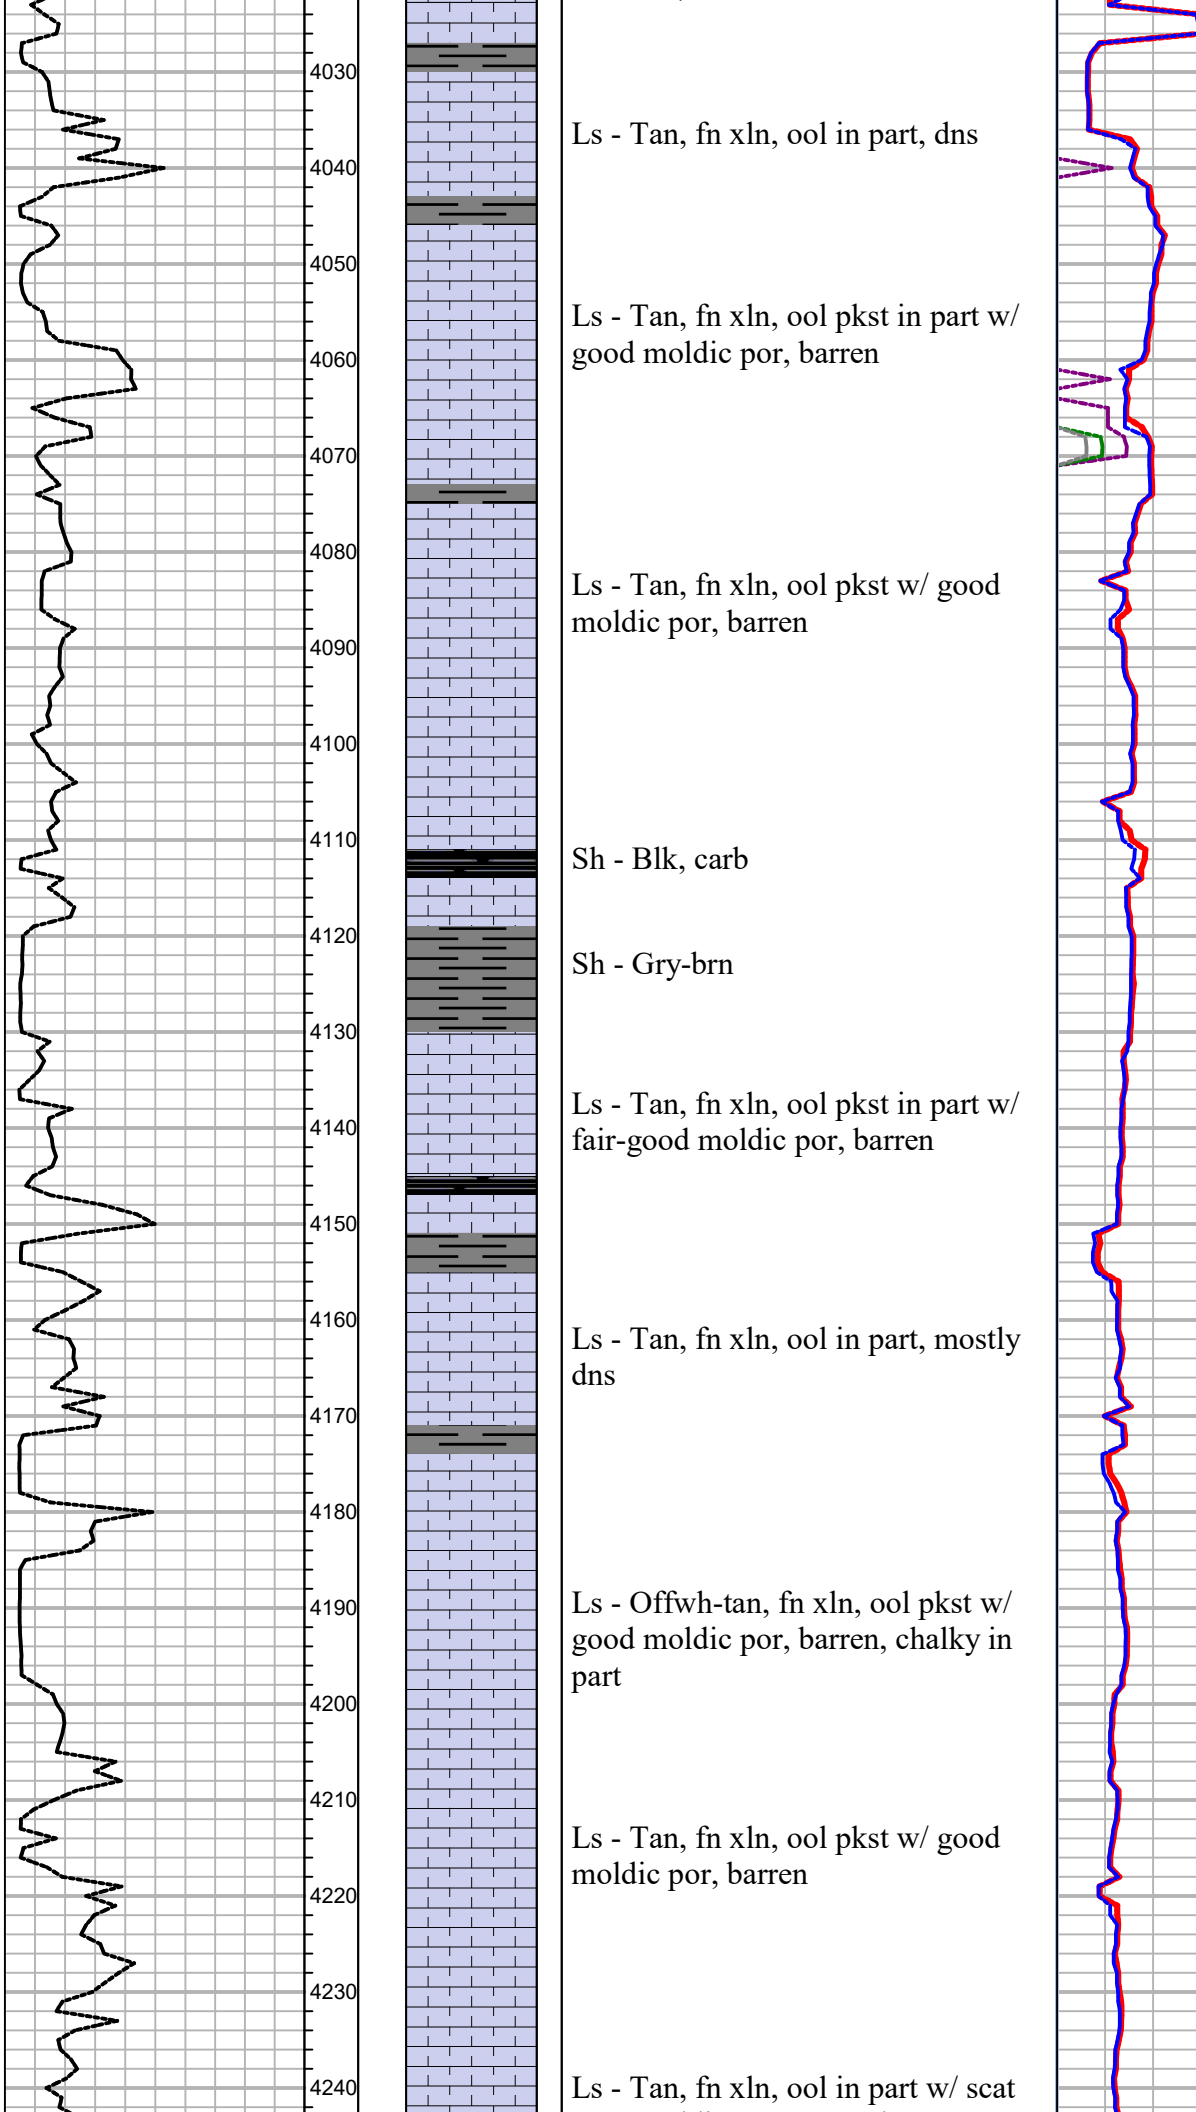 4030
Ls - Tan, fn xln, ool in part, dns
4040
4050
Ls - Tan, fn xln, ool pkst in part w/
good moldic por, barren
4060
4070
4080
Ls - Tan, fn xln, ool pkst w/ good
moldic por, barren
4090
4100
4110
Sh - Blk, carb
4120
Sh - Gry-brn
4130
Ls - Tan, fn xln, ool pkst in part w/
fair-good moldic por, barren
4140
4150
4160
Ls - Tan, fn xln, ool in part, mostly
dns
4170
4180
4190
Ls - Offwh-tan, fn xln, ool pkst w/
good moldic por, barren, chalky in
part
4200
4210
Ls - Tan, fn xln, ool pkst w/ good
moldic por, barren
4220
4230
4240
Ls - Tan, fn xln, ool in part w/ scat